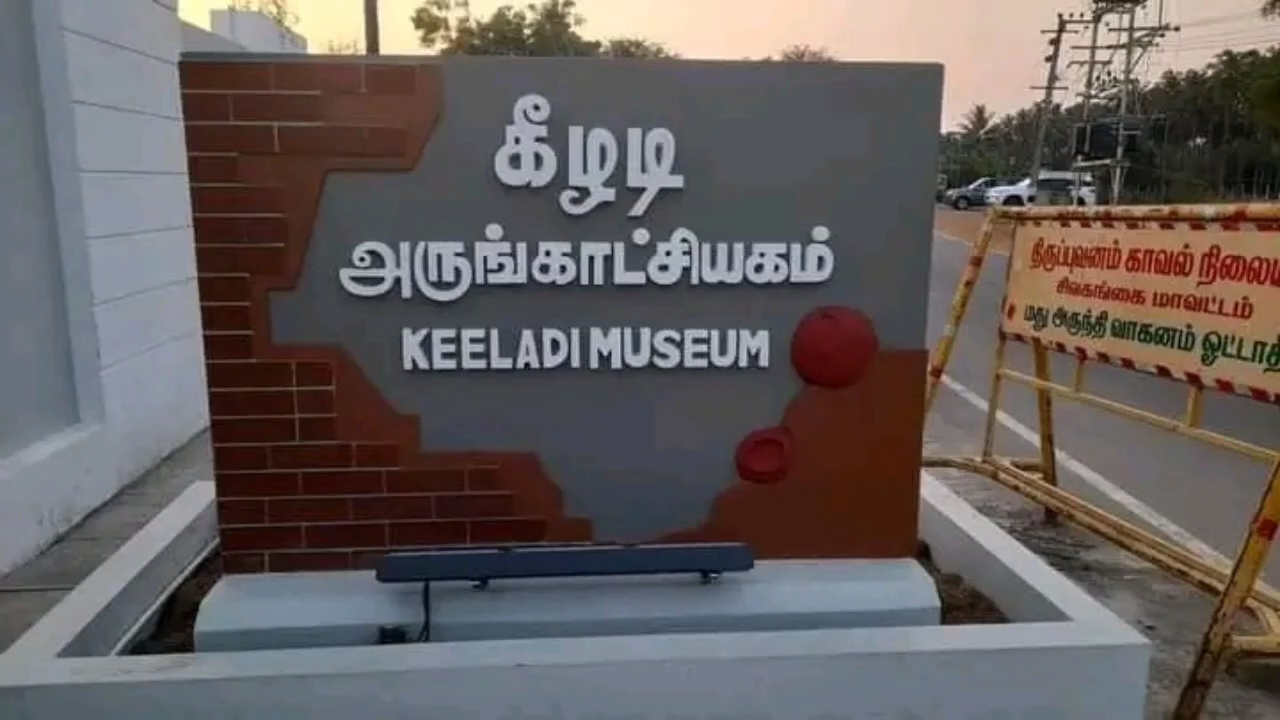 கீழடி
அருங்காட்சியகம்
KEELADI MUSEUM
திருப்புவனம் காவல் நிலைய
சிவகங்கை மாவட்டம்
மது அருந்தி வாகனம் ஓட்டாதீ